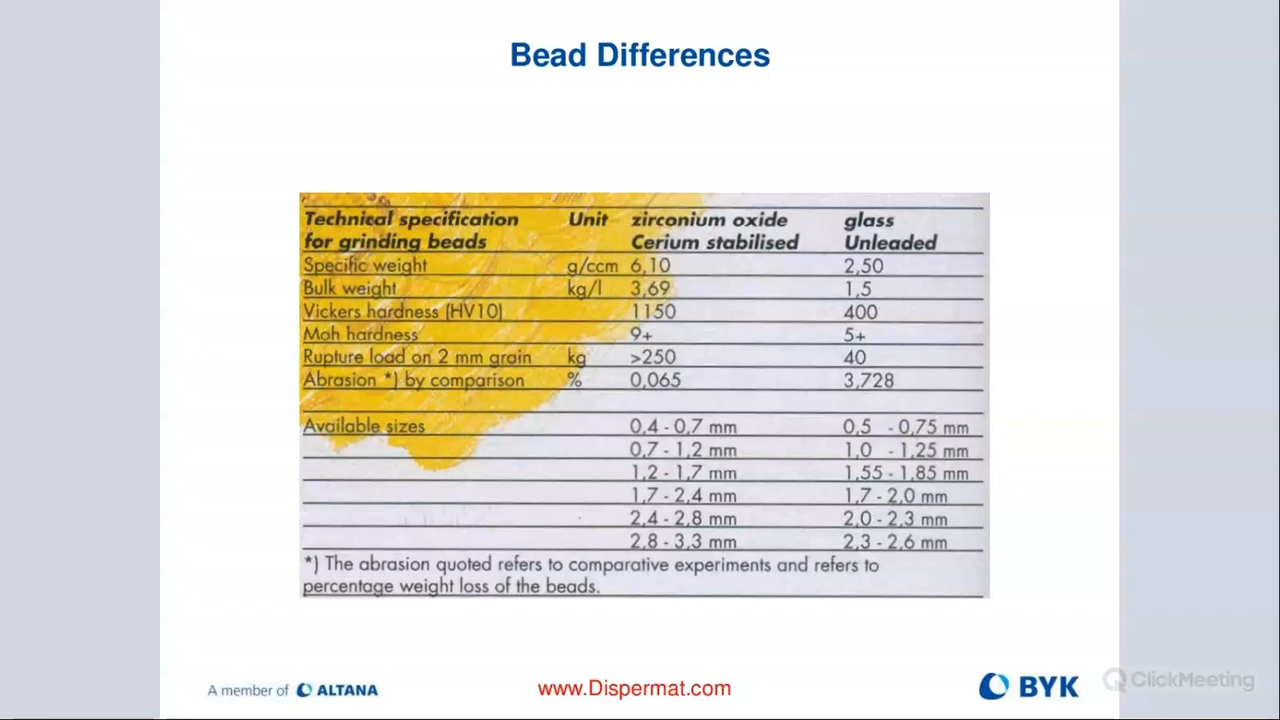 Bead Differences
Technical specification Unit zirconium oxide glass
for grinding beads Cerium stabilised Unleaded
Specific weight g/ccm 6,10 2,50
Bulk weight kg/l 3,69 1,5
Vickers hardness (HV10) 1150 400
Moh hardness 9+ 5+
Rupture load on 2 mm grain kg >250 40
Abrasion *) by comparison % 0,065 3,728
Available sizes 0,4 - 0,7 mm 0,5 - 0,75 mm
0,7 - 1,2 mm 1,0 - 1,25 mm
1,2 - 1,7 mm 1,55 - 1,85 mm
1,7 - 2,4 mm 1,7 - 2,0 mm
2,4 - 2,8 mm 2,0 - 2,3 mm
2,8 - 3,3 mm 2,3 - 2,6 mm
*) The abrasion quoted refers to comparative experiments and refers to
percentage weight loss of the beads.
A member of ALTANA www.Dispermat.com BYK ClickMeeting